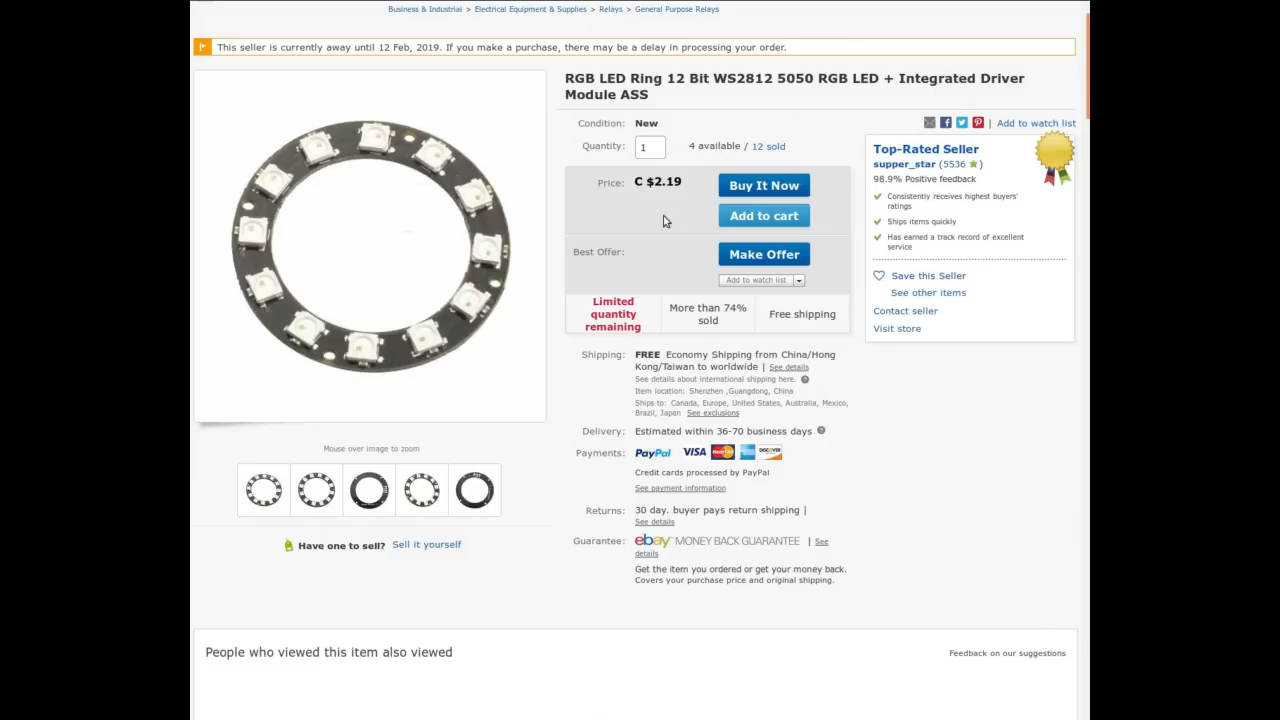 Business & Industrial > Electrical Equipment & Supplies > Relays > General Purpose Relays
This seller is currently away until 12 Feb, 2019. If you make a purchase, there may be a delay in processing your order.
RGB LED Ring 12 Bit WS2812 5050 RGB LED + Integrated Driver
Module ASS
Condition: New
Quantity: 1 4 available / 12 sold
Price: C $2.19
Buy It Now
Add to cart
Best Offer:
Make Offer
Add to watch list
Limited
quantity
remaining
More than 74%
sold
Free shipping
Shipping: FREE Economy Shipping from China/Hong
Kong/Taiwan to worldwide | See details
See details about international shipping here. ?
Item location: Shenzhen ,Guangdong, China
Ships to: Canada, Europe, United States, Australia, Mexico,
Brazil, Japan See exclusions
Delivery: Estimated within 36-70 business days ?
Payments: PayPal VISA MasterCard AMEX DISCOVER
Credit cards processed by PayPal
See payment information
Returns: 30 day. buyer pays return shipping |
See details
Guarantee: ebay MONEY BACK GUARANTEE | See
details
Get the item you ordered or get your money back.
Covers your purchase price and original shipping.
| Add to watch list
Top-Rated Seller
supper_star (5536 )
98.9% Positive feedback
Consistently receives highest buyers'
ratings
Ships items quickly
Has earned a track record of excellent
service
Save this Seller
See other items
Contact seller
Visit store
Mouse over image to zoom
Have one to sell? Sell it yourself
People who viewed this item also viewed
Feedback on our suggestions